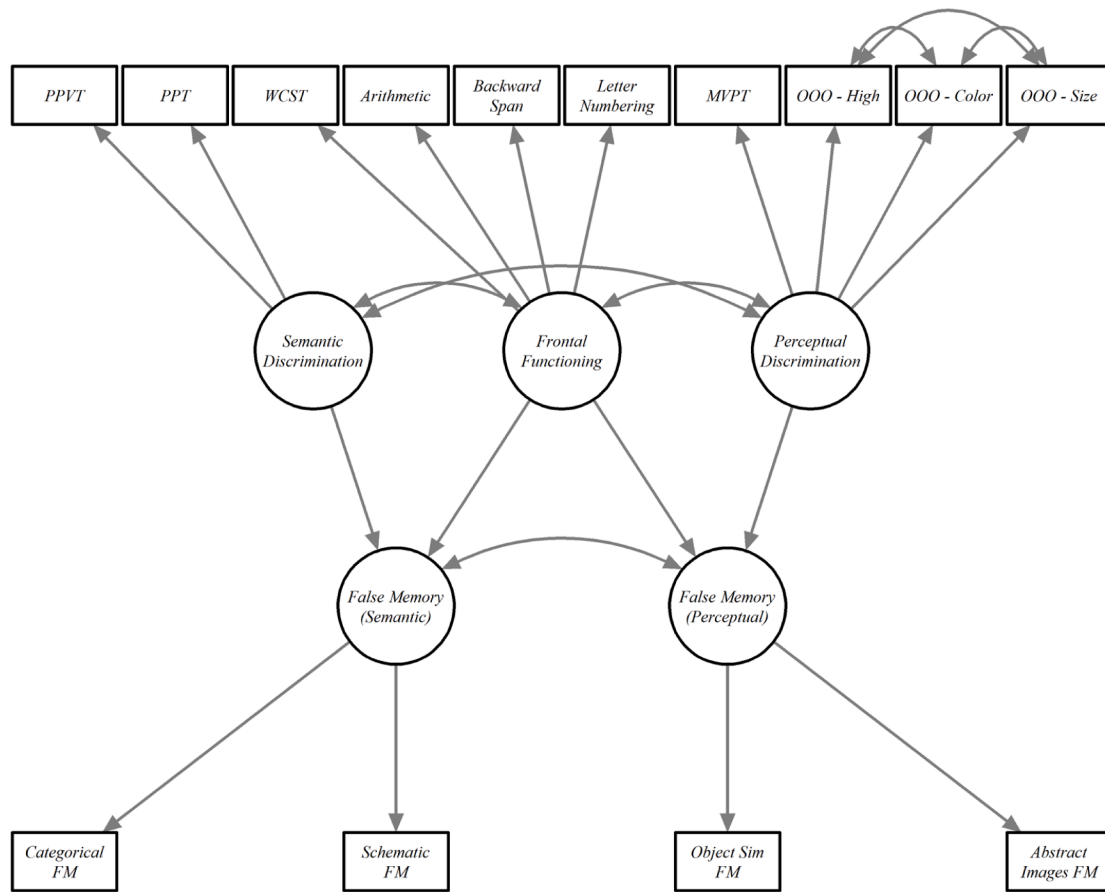 PPVT
PPT
WCST
Arithmetic
Backward
Span
Letter
Numbering
MVPT
OOO - High
OOO - Color
OOO - Size
Semantic
Discrimination
Frontal
Functioning
Perceptual
Discrimination
False Memory
(Semantic)
False Memory
(Perceptual)
Categorical
FM
Schematic
FM
Object Sim
FM
Abstract
Images FM